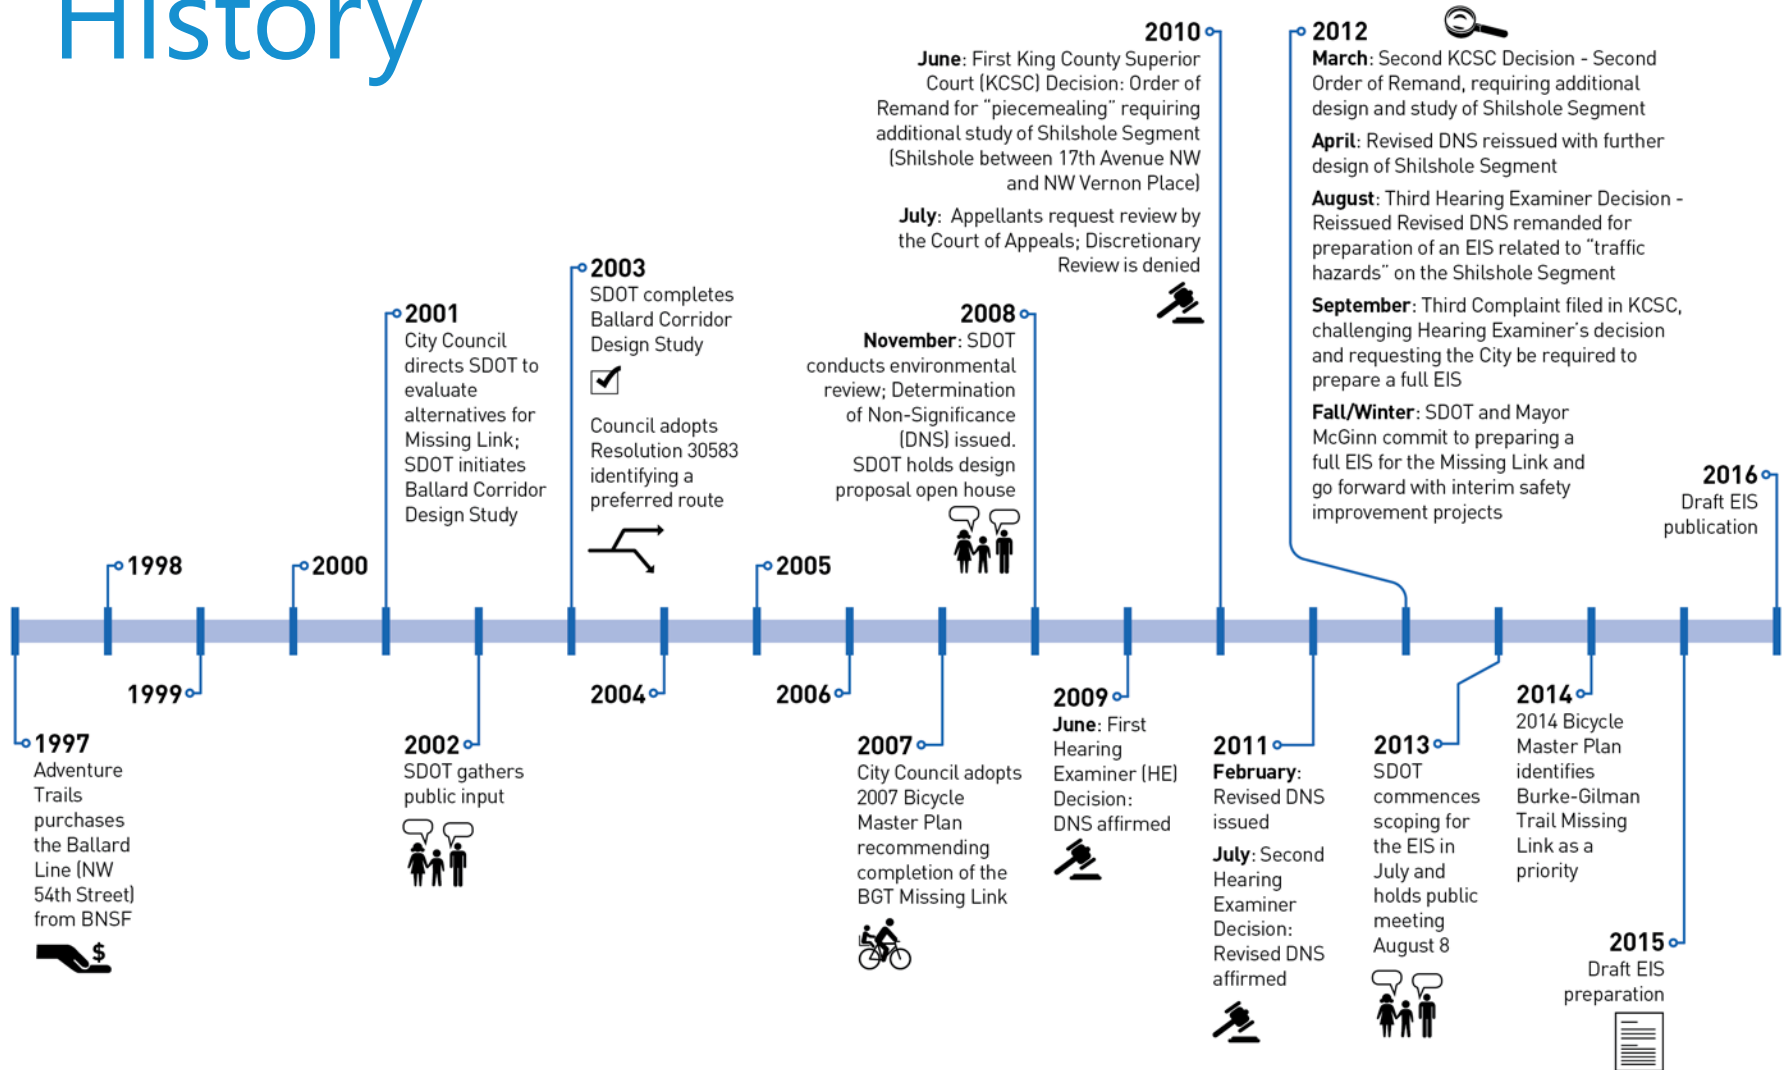 History
1997
Adventure
Trails
purchases
the Ballard
Line (NW
54th Street)
from BNSF
$
1998
1999
2000
2001
City Council
directs SDOT to
evaluate
alternatives for
Missing Link;
SDOT initiates
Ballard Corridor
Design Study
2002
SDOT gathers
public input
2003
SDOT completes
Ballard Corridor
Design Study
Council adopts
Resolution 30583
identifying a
preferred route
2004
2005
2006
2007
City Council adopts
2007 Bicycle
Master Plan
recommending
completion of the
BGT Missing Link
2008
November: SDOT
conducts environmental
review; Determination
of Non-Significance
(DNS) issued.
SDOT holds design
proposal open house
2009
June: First
Hearing
Examiner (HE)
Decision:
DNS affirmed
2010
June: First King County Superior
Court (KCSC) Decision: Order of
Remand for "piecemealing" requiring
additional study of Shilshole Segment
(Shilshole between 17th Avenue NW
and NW Vernon Place)
July: Appellants request review by
the Court of Appeals; Discretionary
Review is denied
2011
February:
Revised DNS
issued
July: Second
Hearing
Examiner
Decision:
Revised DNS
affirmed
2012
March: Second KCSC Decision - Second
Order of Remand, requiring additional
design and study of Shilshole Segment
April: Revised DNS reissued with further
design of Shilshole Segment
August: Third Hearing Examiner Decision -
Reissued Revised DNS remanded for
preparation of an EIS related to "traffic
hazards" on the Shilshole Segment
September: Third Complaint filed in KCSC,
challenging Hearing Examiner's decision
and requesting the City be required to
prepare a full EIS
Fall/Winter: SDOT and Mayor
McGinn commit to preparing a
full EIS for the Missing Link and
go forward with interim safety
improvement projects
2013
SDOT
commences
scoping for
the EIS in
July and
holds public
meeting
August 8
2014
2014 Bicycle
Master Plan
identifies
Burke-Gilman
Trail Missing
Link as a
priority
2015
Draft EIS
preparation
2016
Draft EIS
publication